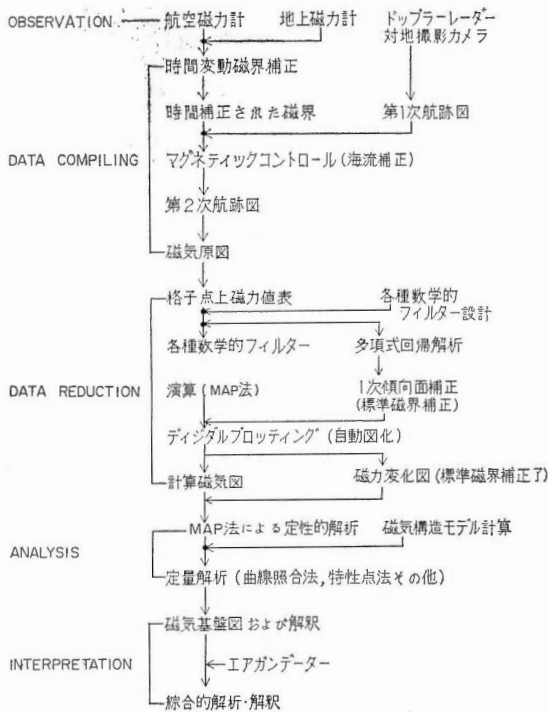 OBSERVATION 航空磁力計 地上磁力計 ドップラーレーダー
対地撮影カメラ
時間変動磁界補正
時間補正された磁界 第1次航跡図
DATA COMPILING マグネティックコントロール(海流補正)
第2次航跡図
磁気原図
格子点上磁力値表 各種数学的
フィルター設計
各種数学的フィルター 多項式回帰解析
DATA REDUCTION 演算(MAP法) 1次傾向面補正
(標準磁界補正)
ディジタルプロッティング(自動図化)
計算磁気図 磁力変化図(標準磁界補正了)
MAP法による定性的解析 磁気構造モデル計算
ANALYSIS
定量解析(曲線照合法,特性点法その他)
磁気基盤図および解釈
INTERPRETATION エアガンデーター
綜合的解析・解釈